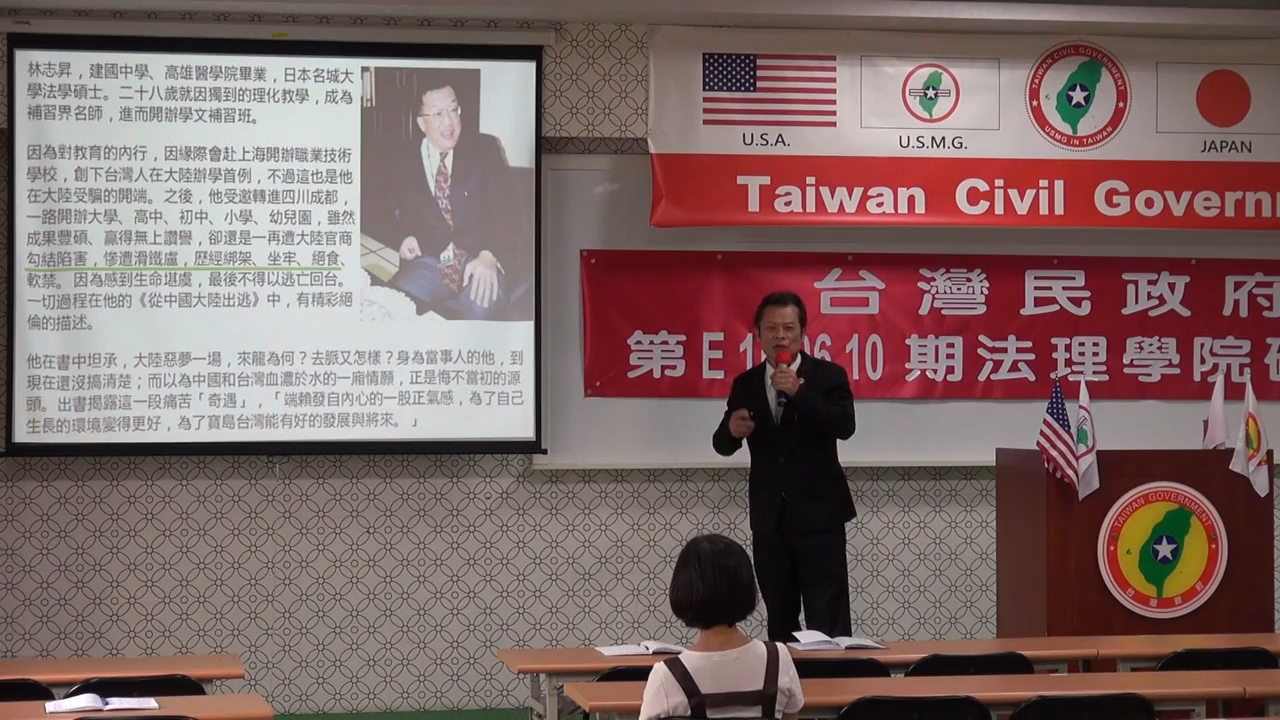 林志昇，建國中學、高雄醫學院畢業，日本名城大
學法學碩士。二十八歲就因獨到的理化教學，成為
補習界名師，進而開辦學文補習班。
因為對教育的內行，因緣際會赴上海開辦職業技術
學校，創下台灣人在大陸辦學首例，不過這也是他
在大陸受騙的開端。之後，他受邀轉進四川成都，
一路開辦大學、高中、初中、小學、幼兒園，雖然
成果豐碩、贏得無上讚譽，卻還是一再遭大陸官商
勾結陷害，慘遭滑鐵盧，歷經綁架、坐牢、絕食、
軟禁。因為感到生命堪虞，最後不得以逃亡回台。
一切過程在他的《從中國大陸出逃》中，有精彩絕
倫的描述。
他在書中坦承，大陸惡夢一場，來龍為何？去脈又怎樣？身為當事人的他，到
現在還沒搞清楚；而以為中國和台灣血濃於水的一廂情願，正是悔不當初的源
頭。出書揭露這一段痛苦「奇遇」，「端賴發自內心的一股正氣感，為了自己
生長的環境變得更好，為了寶島台灣能有好的發展與將來。」
U.S.A.
U.S.M.G.
TAIWAN CIVIL GOVERNMENT
USMG IN TAIWAN
JAPAN
Taiwan Civil Governm
台灣民政府
第E 1 06 10 期法理學院研
TAIWAN GOVERNMENT
台灣政府